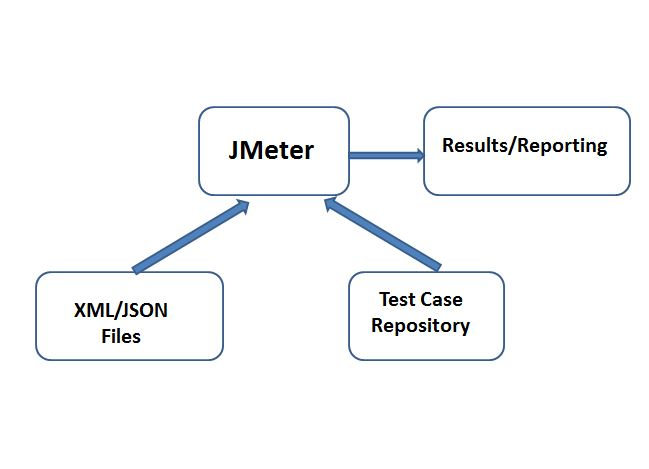 JMeter
Results/Reporting
XML/JSON
Files
Test Case
Repository